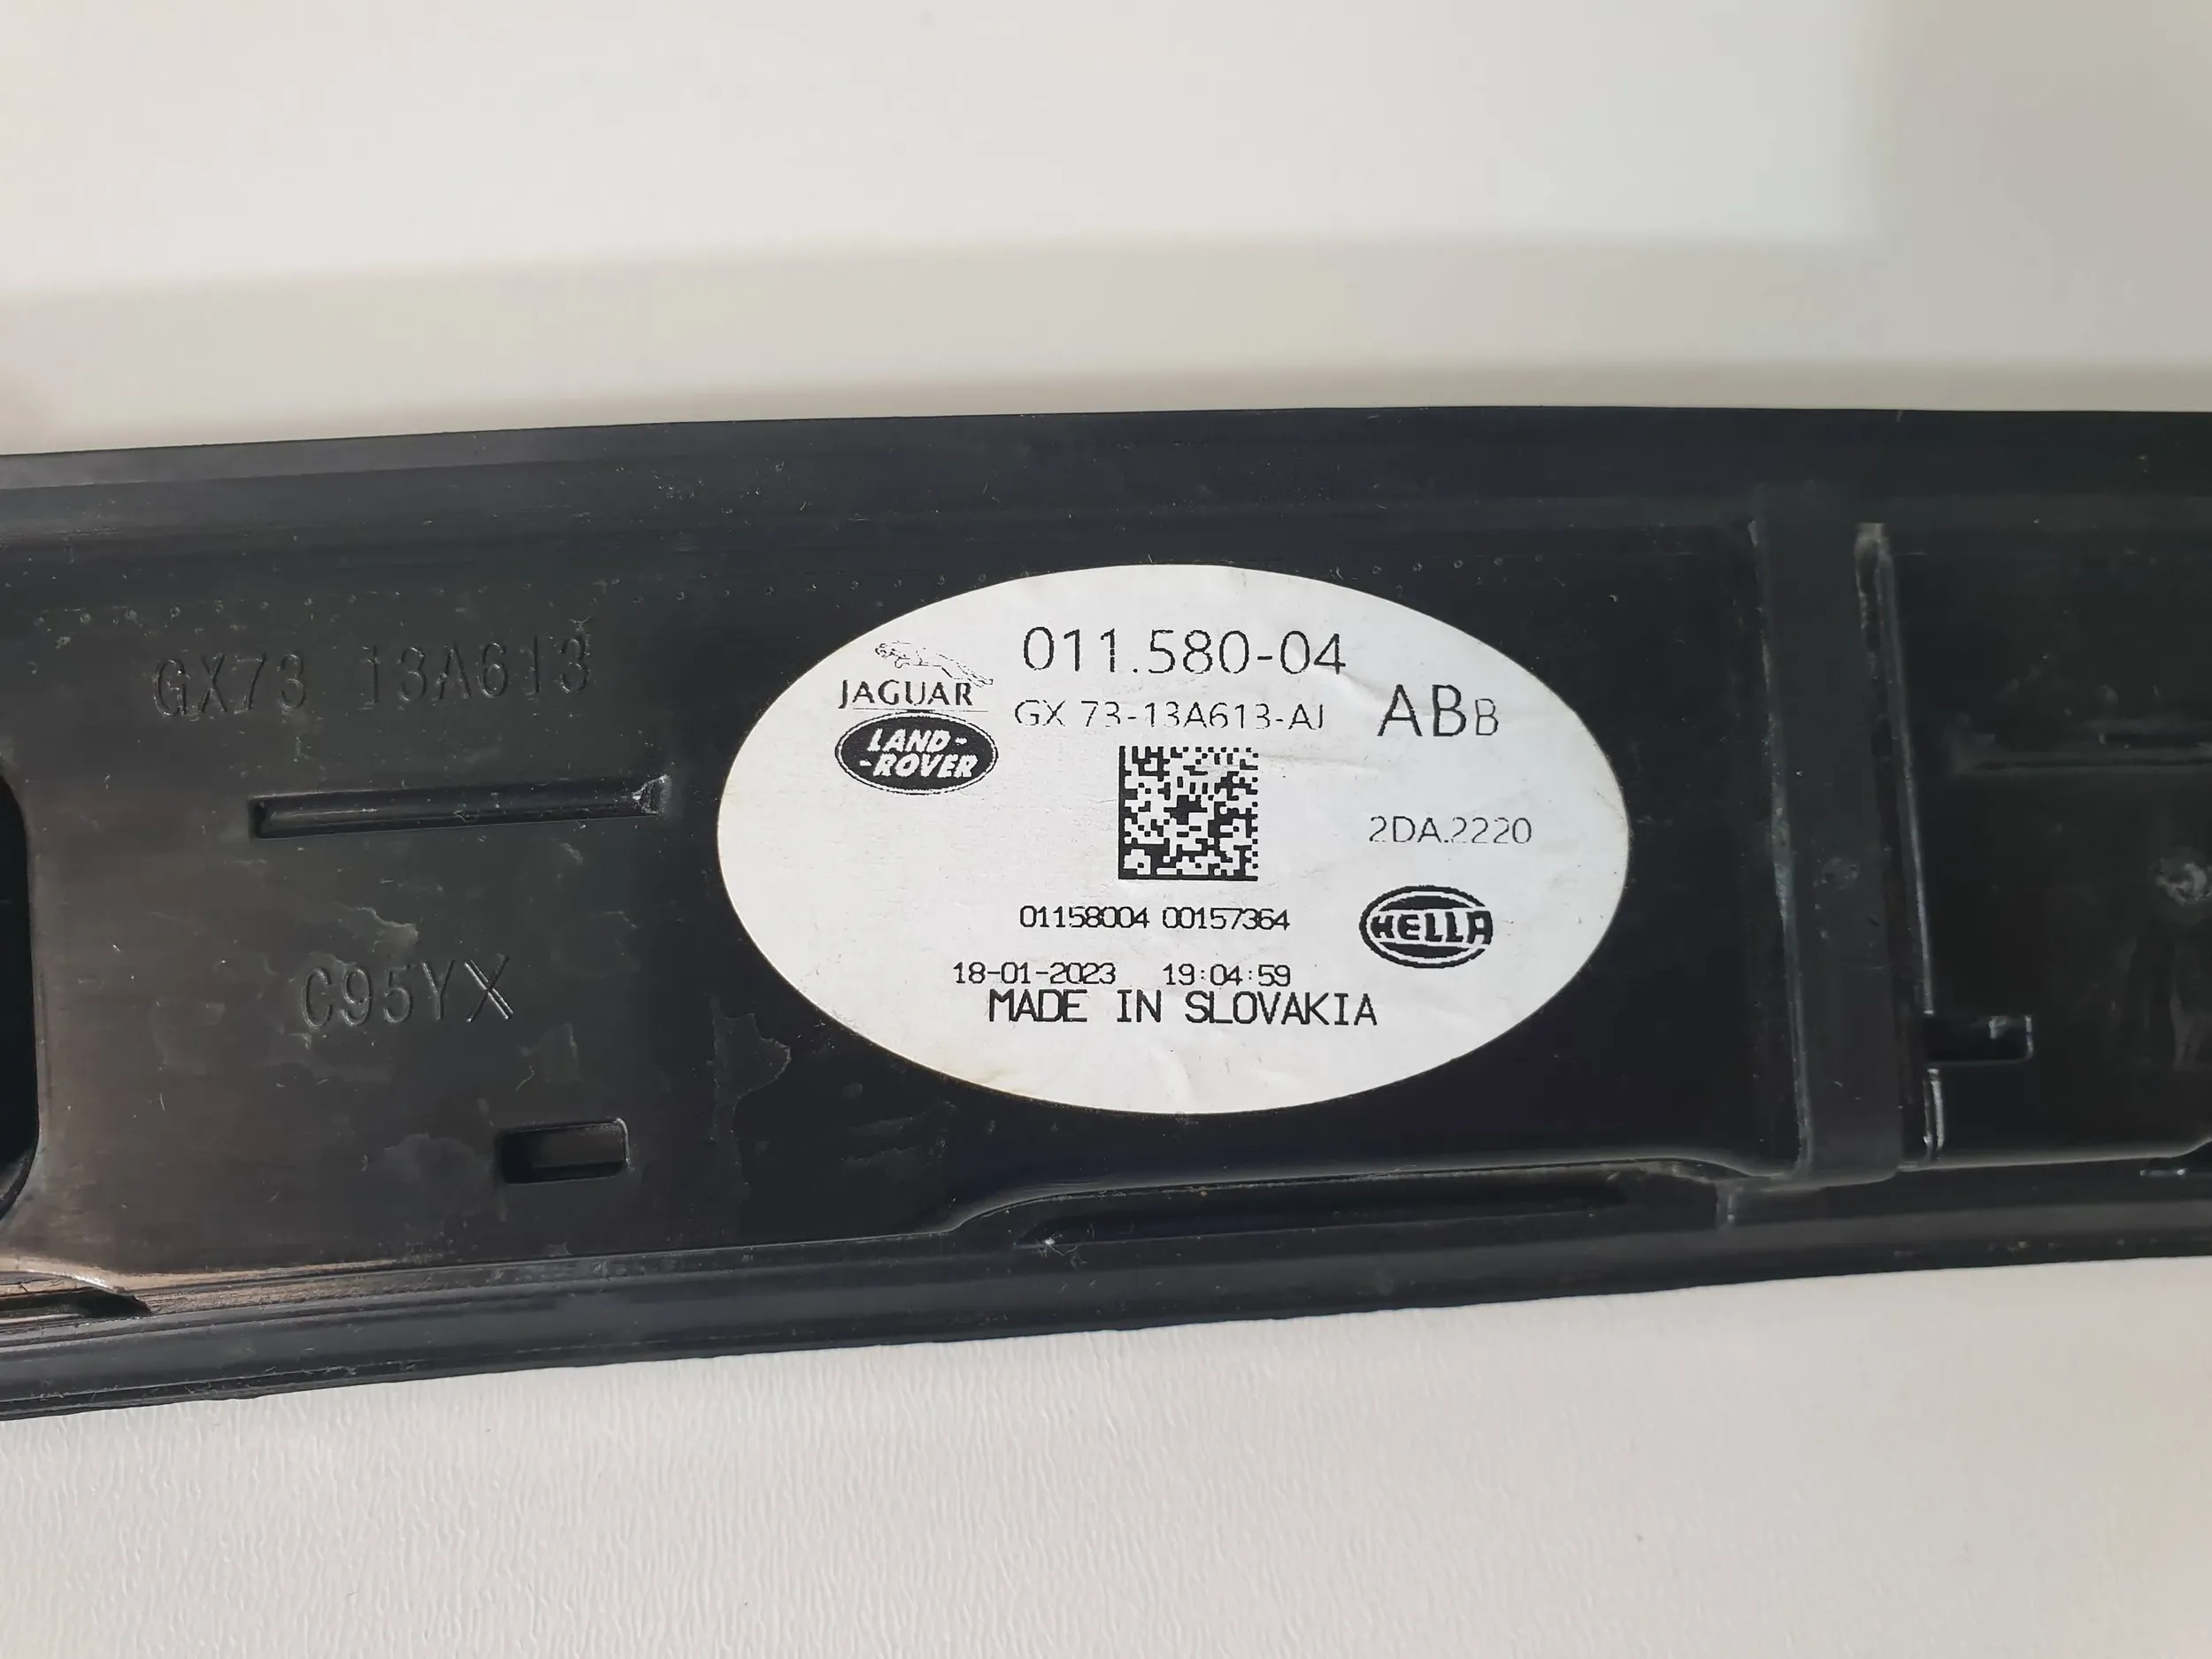 GX73 13A613
C95YX
JAGUAR
LAND-
-ROVER
011.580-04
GX 73-13A613-AJ
ABB
2DA.2220
01158004 00157364
HELLA
18-01-2023 19:04:59
MADE IN SLOVAKIA